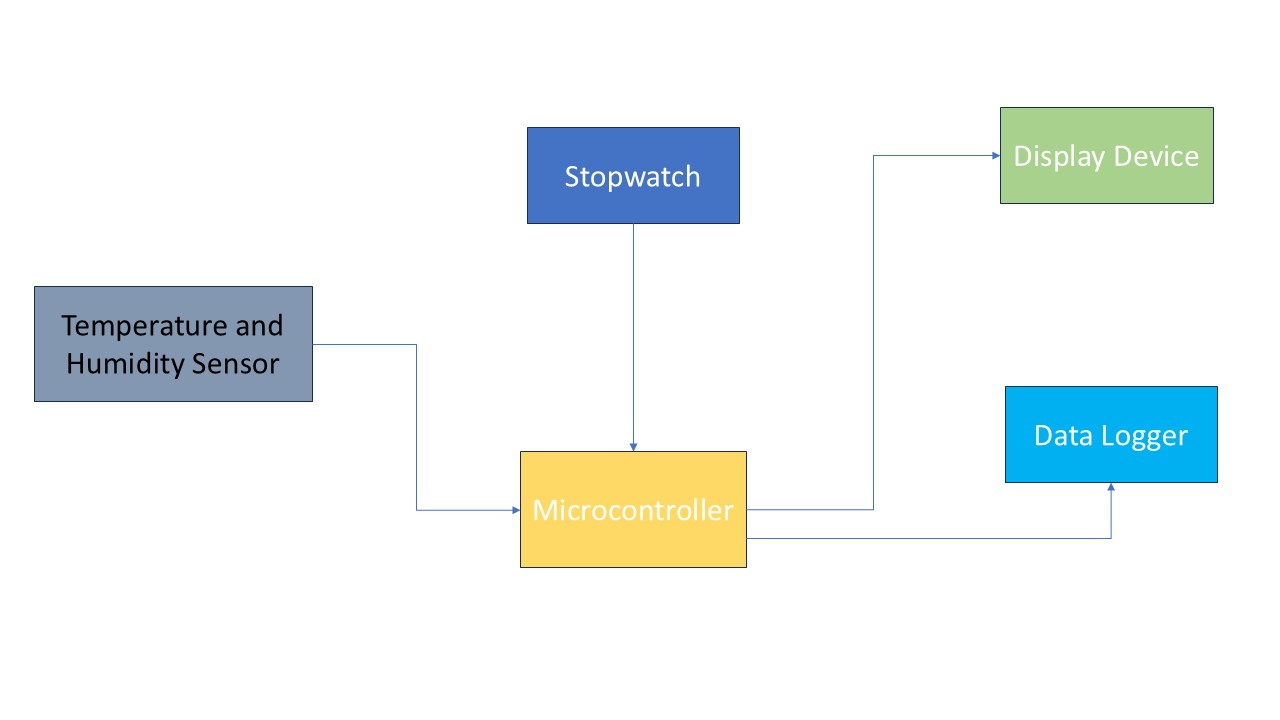 Display Device
Stopwatch
Temperature and
Humidity Sensor
Data Logger
Microcontroller